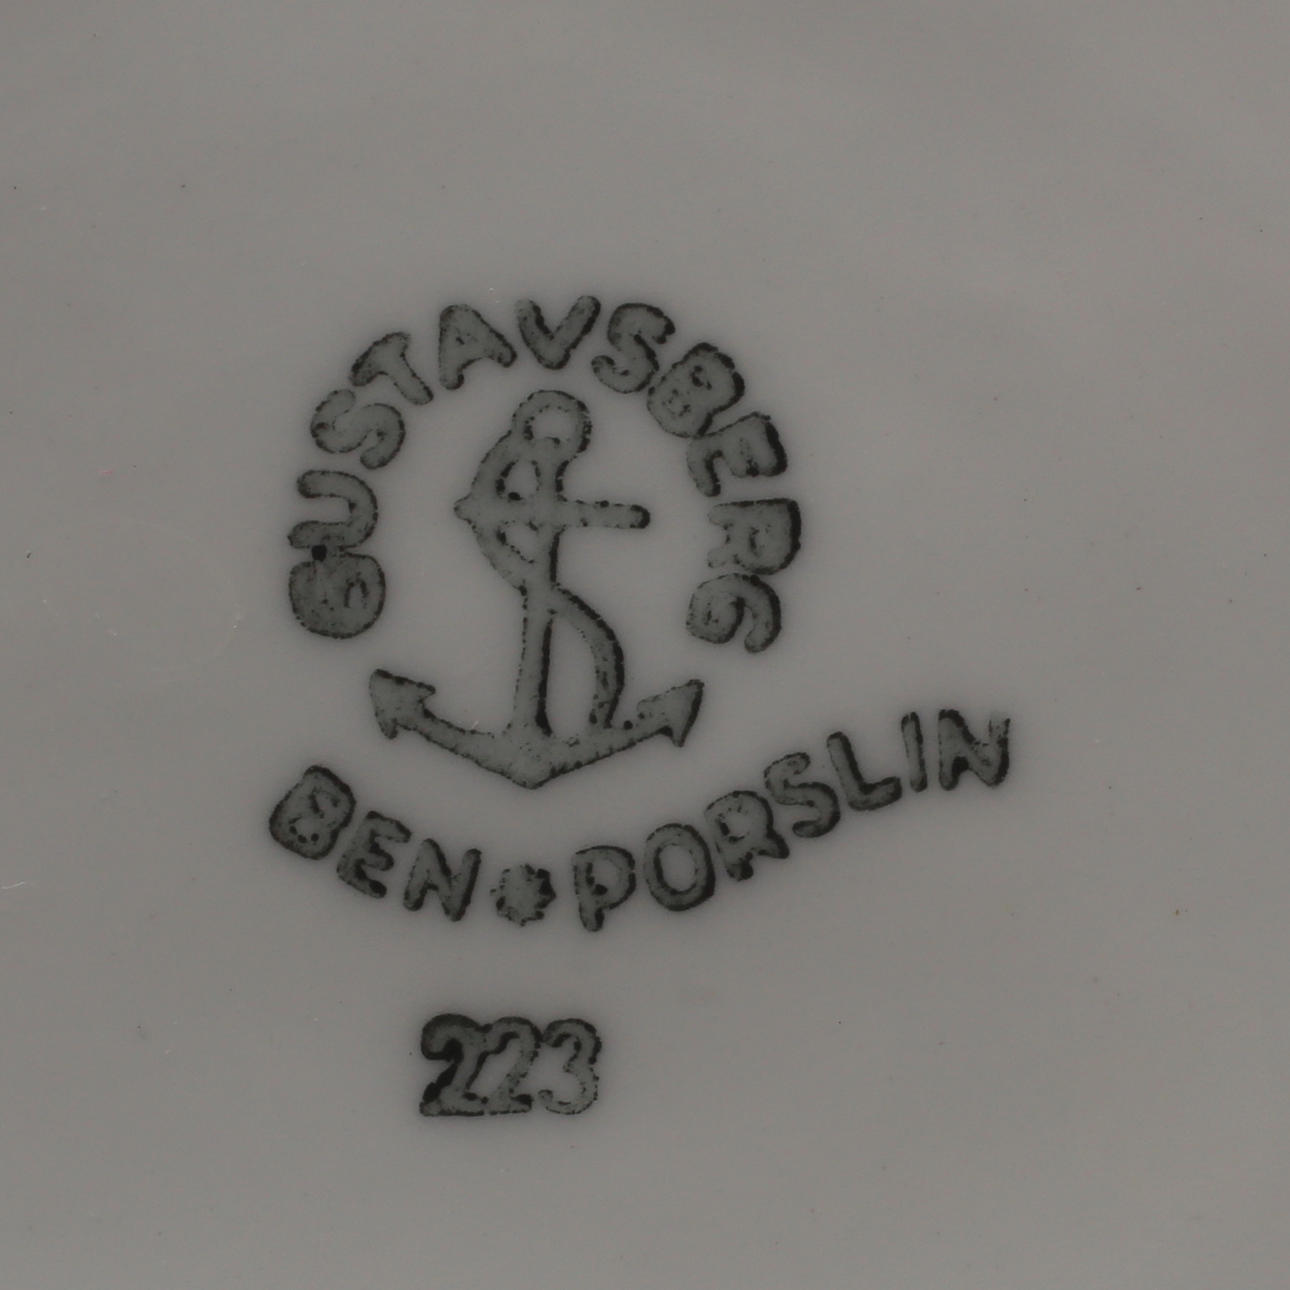 GUSTAVSBERG
BEN * PORSLIN
223